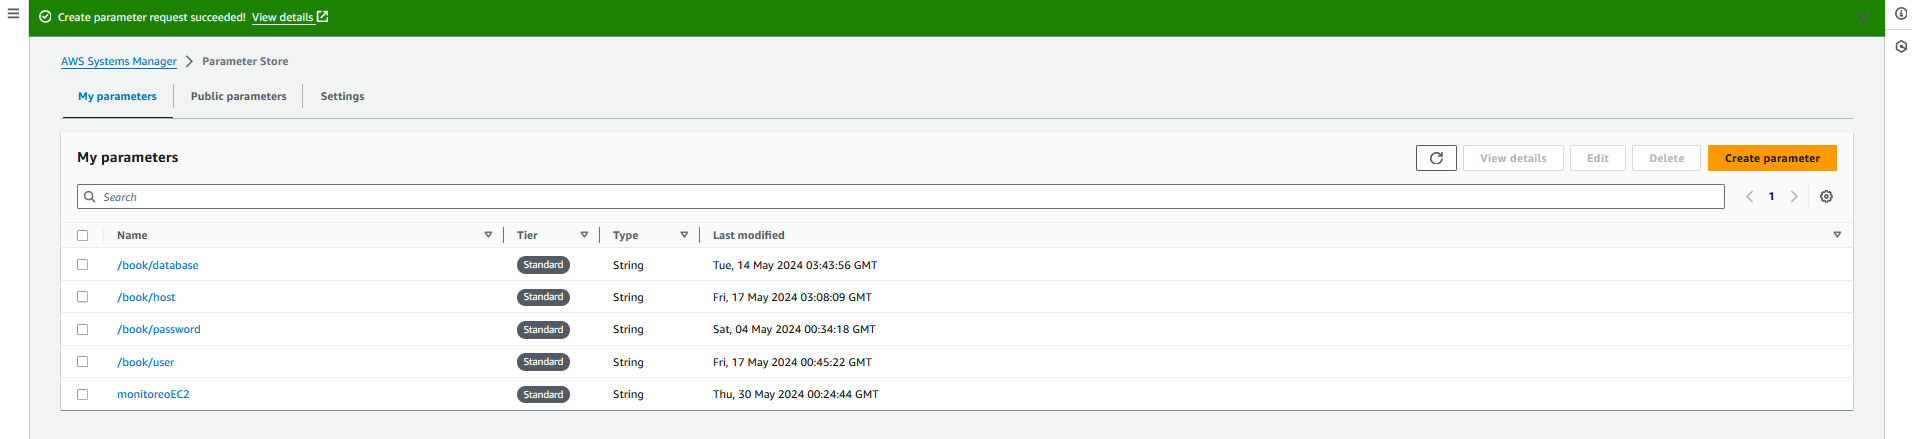 Create parameter request succeeded! View details
AWS Systems Manager Parameter Store
My parameters Public parameters Settings
My parameters View details Edit Delete Create parameter
Search 1
Name Tier Type Last modified
/book/database Standard String Tue, 14 May 2024 03:43:56 GMT
/book/host Standard String Fri, 17 May 2024 03:08:09 GMT
/book/password Standard String Sat, 04 May 2024 00:34:18 GMT
/book/user Standard String Fri, 17 May 2024 00:45:22 GMT
monitoreoEC2 Standard String Thu, 30 May 2024 00:24:44 GMT